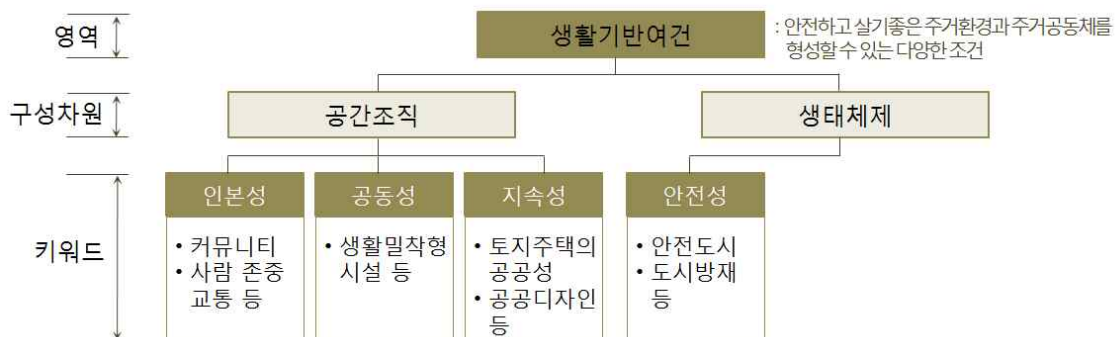 영역
생활기반여건
: 안전하고 살기좋은 주거환경과 주거공동체를
형성할 수 있는 다양한 조건
구성차원
공간조직
생태체제
키워드
인본성
• 커뮤니티
• 사람 존중
교통 등
공동성
• 생활밀착형
시설 등
지속성
• 토지주택의
공공성
• 공공디자인
등
안전성
• 안전도시
• 도시방재
등